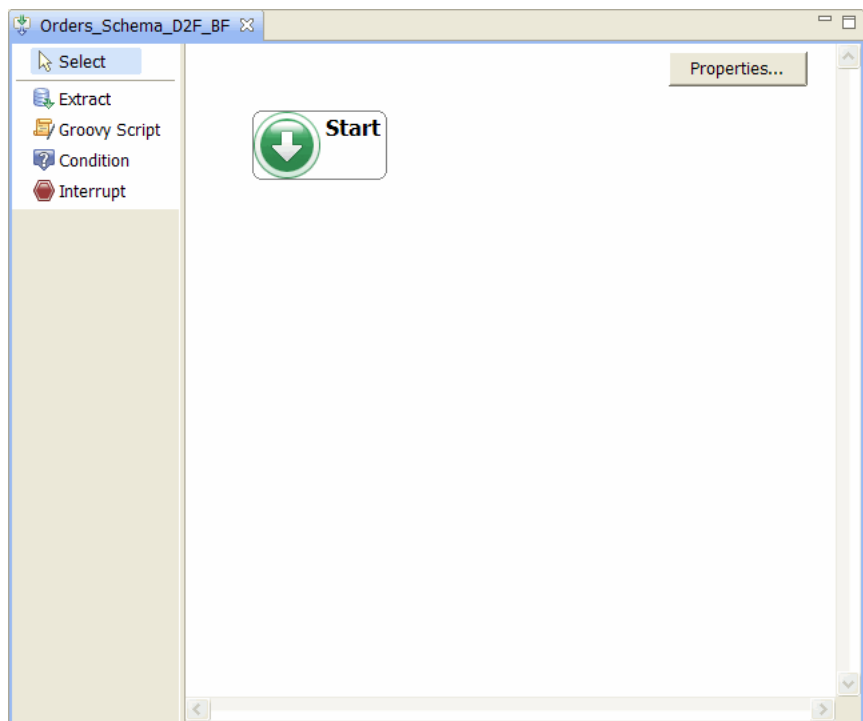 Orders_Schema_D2F_BF
Select
Properties...
Extract
Groovy Script
Condition
Interrupt
Start